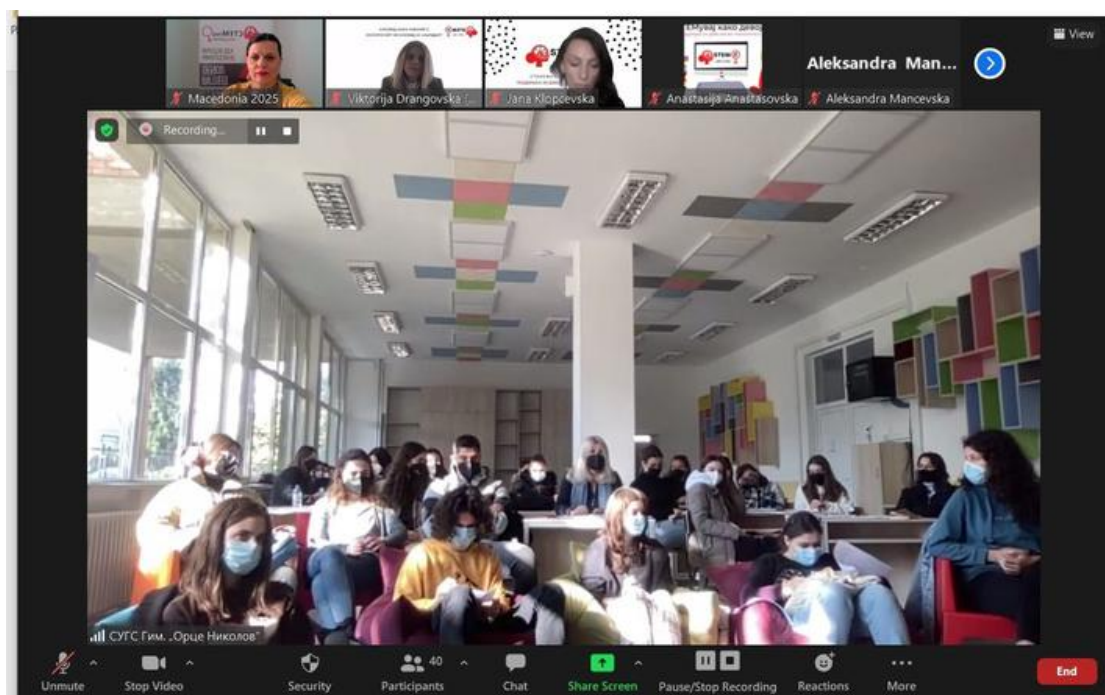 View
Macedonia 2025
Viktorija Drangovska (...
Jana Klopcevska
Anastasija Anastasovska
Aleksandra Man...
Aleksandra Mancevska
Recording...
СУГС Гим. „Орце Николов"
Unmute
Stop Video
Security
40
Participants
Chat
Share Screen
Pause/Stop Recording
Reactions
More
End